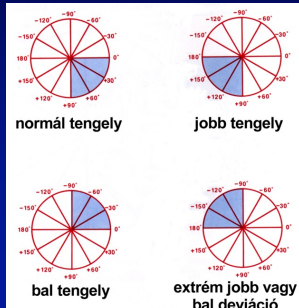 -90° -90°
-120° -60° -120° -60°
-150° -30° -150° -30°
180° 0° 180° 0°
+150° +30° +150° +30°
+120° +60° +120° +60°
+90° +90°
normál tengely jobb tengely
-90° -90°
-120° -60° -120° -60°
-150° -30° -150° -30°
180° 0° 180° 0°
+150° +30° +150° +30°
+120° +60° +120° +60°
+90° +90°
bal tengely extrém jobb vagy
bal deviáció